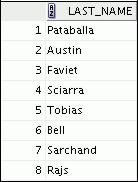 LAST_NAME
1 Pataballa
2 Austin
3 Faviet
4 Sciarra
5 Tobias
6 Bell
7 Sarchand
8 Rajs